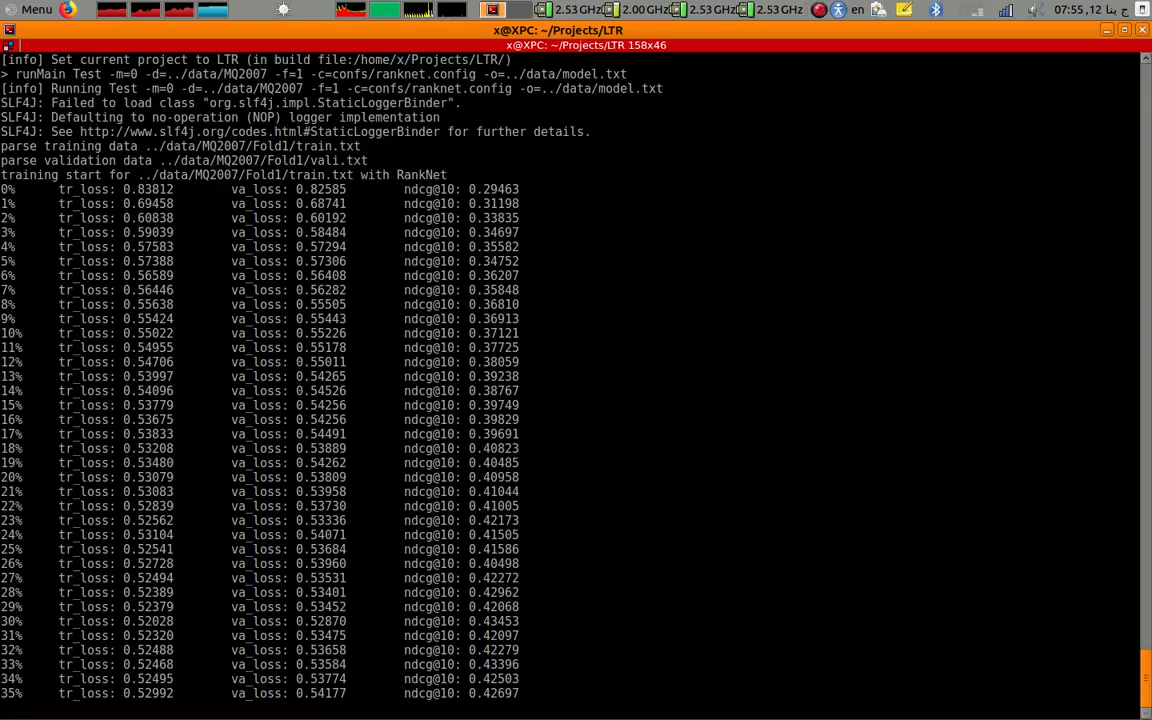 Menu 2.53 GHz 2.00 GHz 2.53 GHz 2.53 GHz en ج ينا 12, 07:55
x@XPC: ~/Projects/LTR
x@XPC: ~/Projects/LTR 158x46
[info] Set current project to LTR (in build file:/home/x/Projects/LTR/)
> runMain Test -m=0 -d=../data/MQ2007 -f=1 -c=confs/ranknet.config -o=../data/model.txt
[info] Running Test -m=0 -d=../data/MQ2007 -f=1 -c=confs/ranknet.config -o=../data/model.txt
SLF4J: Failed to load class "org.slf4j.impl.StaticLoggerBinder".
SLF4J: Defaulting to no-operation (NOP) logger implementation
SLF4J: See http://www.slf4j.org/codes.html#StaticLoggerBinder for further details.
parse training data ../data/MQ2007/Fold1/train.txt
parse validation data ../data/MQ2007/Fold1/vali.txt
training start for ../data/MQ2007/Fold1/train.txt with RankNet
0% tr_loss: 0.83812 va_loss: 0.82585 ndcg@10: 0.29463
1% tr_loss: 0.69458 va_loss: 0.68741 ndcg@10: 0.31198
2% tr_loss: 0.60838 va_loss: 0.60192 ndcg@10: 0.33835
3% tr_loss: 0.59039 va_loss: 0.58484 ndcg@10: 0.34697
4% tr_loss: 0.57583 va_loss: 0.57294 ndcg@10: 0.35582
5% tr_loss: 0.57388 va_loss: 0.57306 ndcg@10: 0.34752
6% tr_loss: 0.56589 va_loss: 0.56408 ndcg@10: 0.36207
7% tr_loss: 0.56446 va_loss: 0.56282 ndcg@10: 0.35848
8% tr_loss: 0.55638 va_loss: 0.55505 ndcg@10: 0.36810
9% tr_loss: 0.55424 va_loss: 0.55443 ndcg@10: 0.36913
10% tr_loss: 0.55022 va_loss: 0.55226 ndcg@10: 0.37121
11% tr_loss: 0.54955 va_loss: 0.55178 ndcg@10: 0.37725
12% tr_loss: 0.54706 va_loss: 0.55011 ndcg@10: 0.38059
13% tr_loss: 0.53997 va_loss: 0.54265 ndcg@10: 0.39238
14% tr_loss: 0.54096 va_loss: 0.54526 ndcg@10: 0.38767
15% tr_loss: 0.53779 va_loss: 0.54256 ndcg@10: 0.39749
16% tr_loss: 0.53675 va_loss: 0.54256 ndcg@10: 0.39829
17% tr_loss: 0.53833 va_loss: 0.54491 ndcg@10: 0.39691
18% tr_loss: 0.53208 va_loss: 0.53889 ndcg@10: 0.40823
19% tr_loss: 0.53480 va_loss: 0.54262 ndcg@10: 0.40485
20% tr_loss: 0.53079 va_loss: 0.53809 ndcg@10: 0.40958
21% tr_loss: 0.53083 va_loss: 0.53958 ndcg@10: 0.41044
22% tr_loss: 0.52839 va_loss: 0.53730 ndcg@10: 0.41005
23% tr_loss: 0.52562 va_loss: 0.53336 ndcg@10: 0.42173
24% tr_loss: 0.53104 va_loss: 0.54071 ndcg@10: 0.41505
25% tr_loss: 0.52541 va_loss: 0.53684 ndcg@10: 0.41586
26% tr_loss: 0.52728 va_loss: 0.53960 ndcg@10: 0.40498
27% tr_loss: 0.52494 va_loss: 0.53531 ndcg@10: 0.42272
28% tr_loss: 0.52389 va_loss: 0.53401 ndcg@10: 0.42962
29% tr_loss: 0.52379 va_loss: 0.53452 ndcg@10: 0.42068
30% tr_loss: 0.52028 va_loss: 0.52870 ndcg@10: 0.43453
31% tr_loss: 0.52320 va_loss: 0.53475 ndcg@10: 0.42097
32% tr_loss: 0.52488 va_loss: 0.53658 ndcg@10: 0.42279
33% tr_loss: 0.52468 va_loss: 0.53584 ndcg@10: 0.43396
34% tr_loss: 0.52495 va_loss: 0.53774 ndcg@10: 0.42503
35% tr_loss: 0.52992 va_loss: 0.54177 ndcg@10: 0.42697